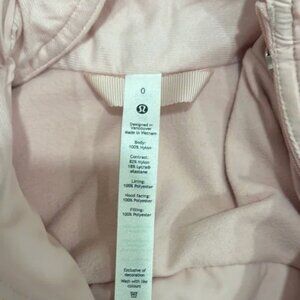 0
Designed in
Vancouver
Made in Vietnam
Body:
100% Nylon
Contrast:
82% Nylon
18% Lycra®
elastane
Lining:
100% Polyester
Hood facing:
100% Polyester
Filling:
100% Polyester
Exclusive of
decoration
Wash with like
colours